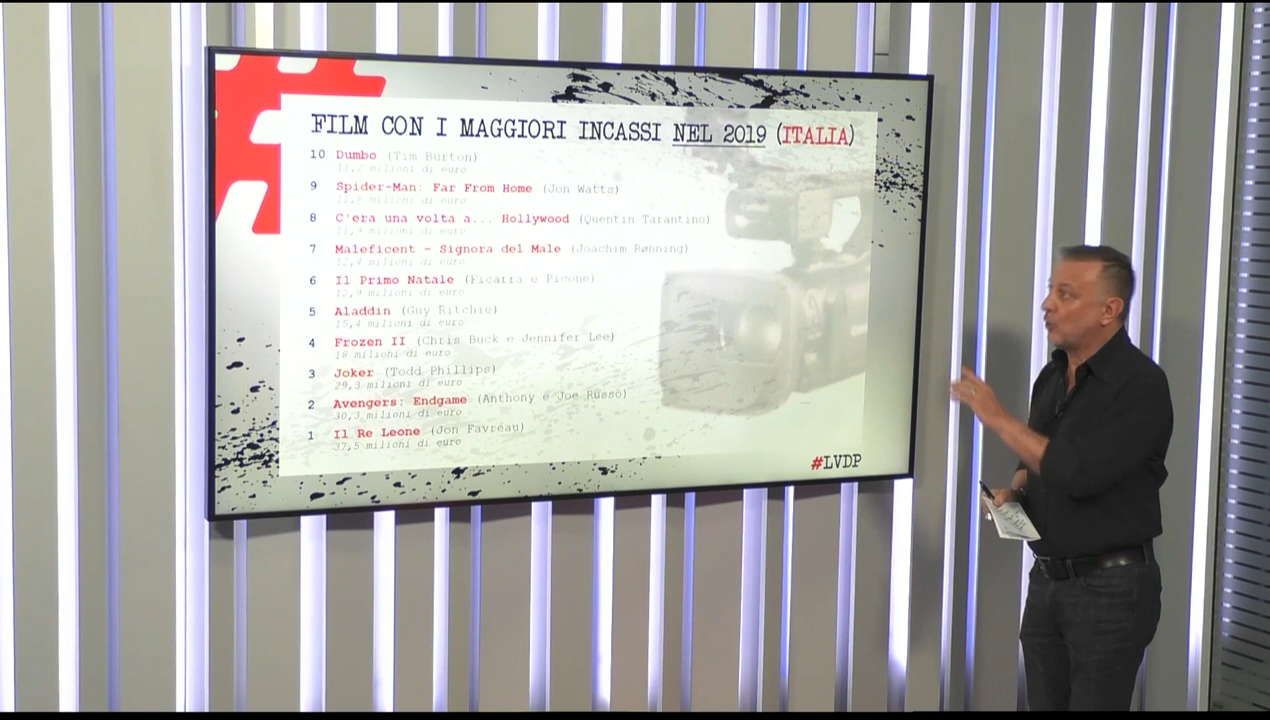 FILM CON I MAGGIORI INCASSI NEL 2019 (ITALIA)
10 Dumbo (Tim Burton)
11,2 milioni di euro
9 Spider-Man: Far From Home (Jon Watts)
11,8 milioni di euro
8 C'era una volta a... Hollywood (Quentin Tarantino)
11,9 milioni di euro
7 Maleficent - Signora del Male (Joachim Rønning)
12,4 milioni di euro
6 Il Primo Natale (Ficarra e Picone)
12,9 milioni di euro
5 Aladdin (Guy Ritchie)
15,4 milioni di euro
4 Frozen II (Chris Buck e Jennifer Lee)
18 milioni di euro
3 Joker (Todd Phillips)
29,3 milioni di euro
2 Avengers: Endgame (Anthony e Joe Russo)
30,3 milioni di euro
1 Il Re Leone (Jon Favreau)
37,5 milioni di euro
#LVDP